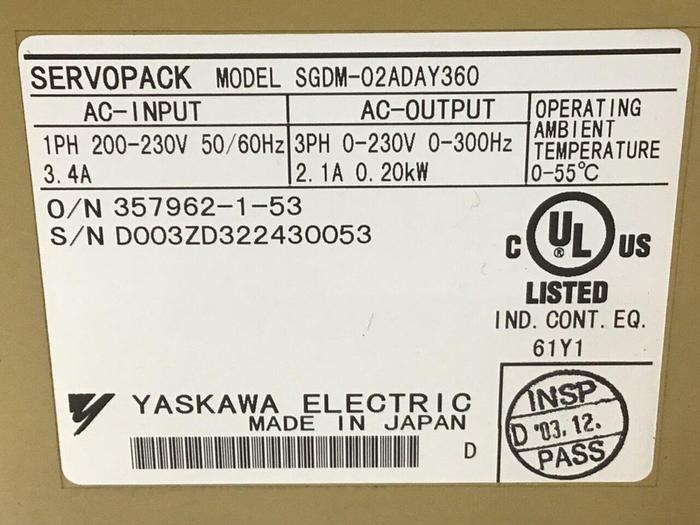 SERVOPACK MODEL SGDM-02ADAY360
AC-INPUT
1PH 200-230V 50/60Hz
3.4A
AC-OUTPUT
3PH 0-230V 0-300Hz
2.1A 0.20kW
OPERATING
AMBIENT
TEMPERATURE
0-55℃
O/N 357962-1-53
S/N D003ZD322430053
C UL US
®
LISTED
IND. CONT. EQ.
61Y1
YASKAWA ELECTRIC
MADE IN JAPAN
D
INSP
D '03.12.
PASS